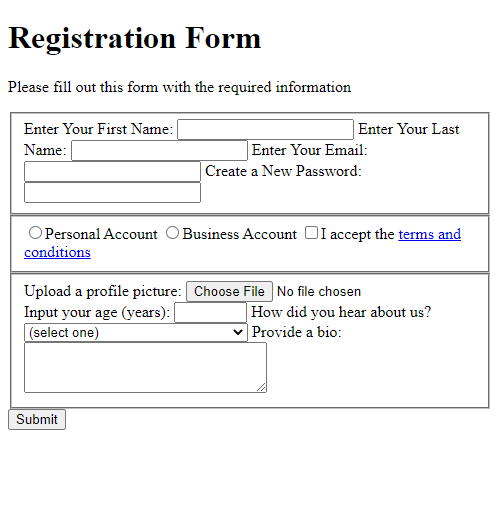 Registration Form
Please fill out this form with the required information
Enter Your First Name: Enter Your Last
Name: Enter Your Email:
Create a New Password:
Personal Account Business Account I accept the terms and
conditions
Upload a profile picture: Choose File No file chosen
Input your age (years): How did you hear about us?
(select one) Provide a bio:
Submit